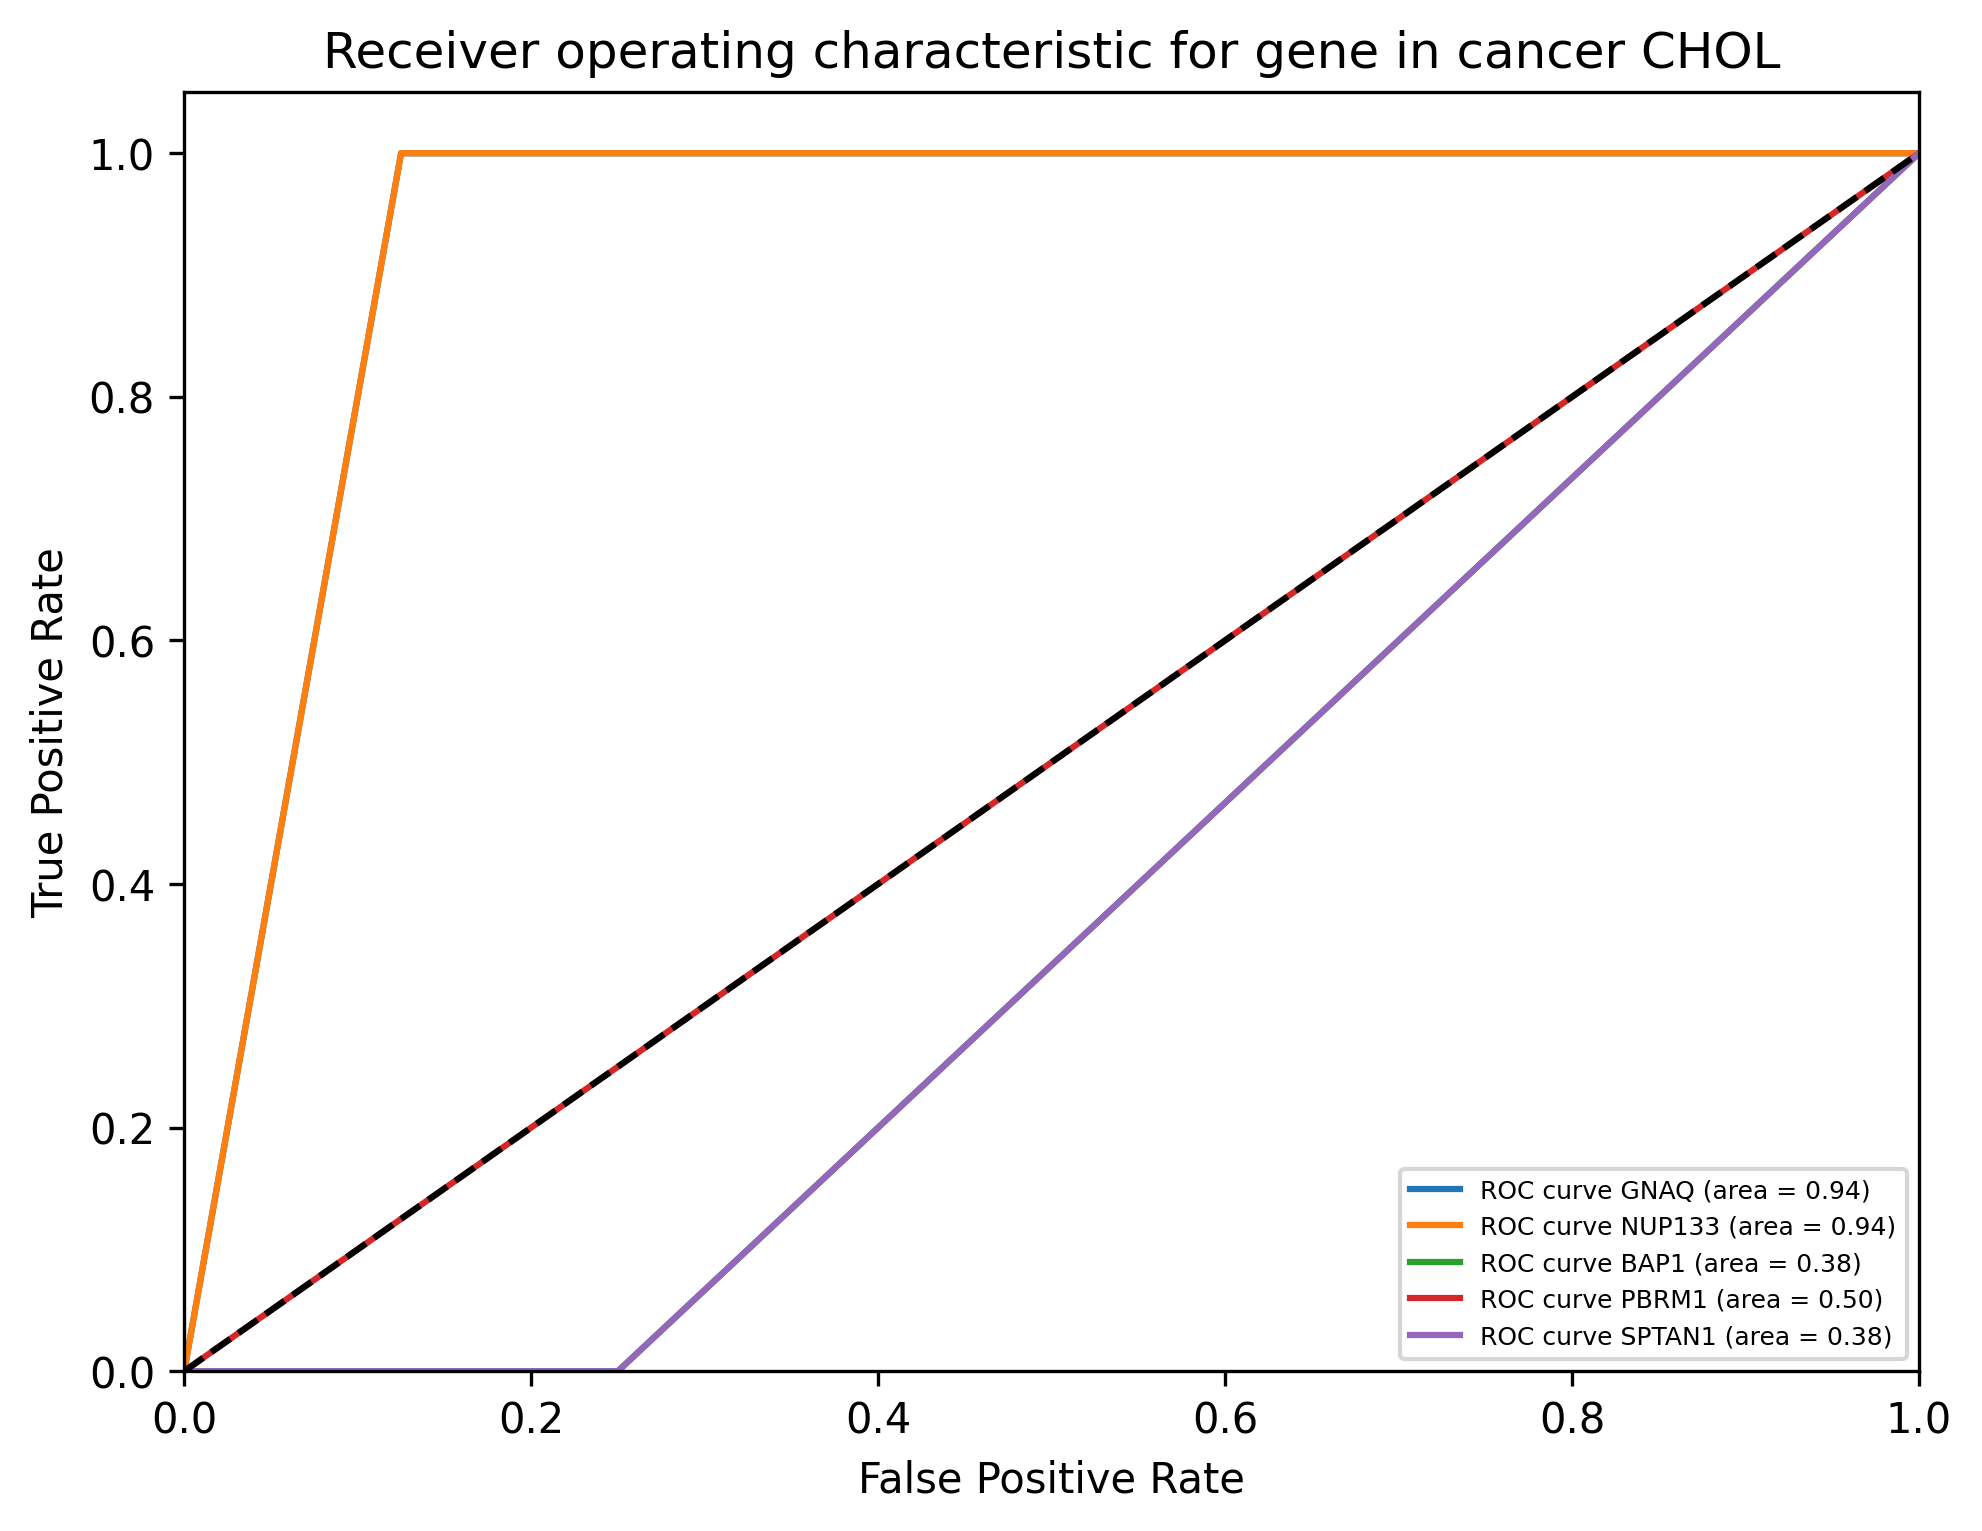 Receiver operating characteristic for gene in cancer CHOL
True Positive Rate
1.0
0.8
0.6
0.4
0.2
0.0
ROC curve GNAQ (area = 0.94)
ROC curve NUP133 (area = 0.94)
ROC curve BAP1 (area = 0.38)
ROC curve PBRM1 (area = 0.50)
ROC curve SPTAN1 (area = 0.38)
0.0 0.2 0.4 0.6 0.8 1.0
False Positive Rate